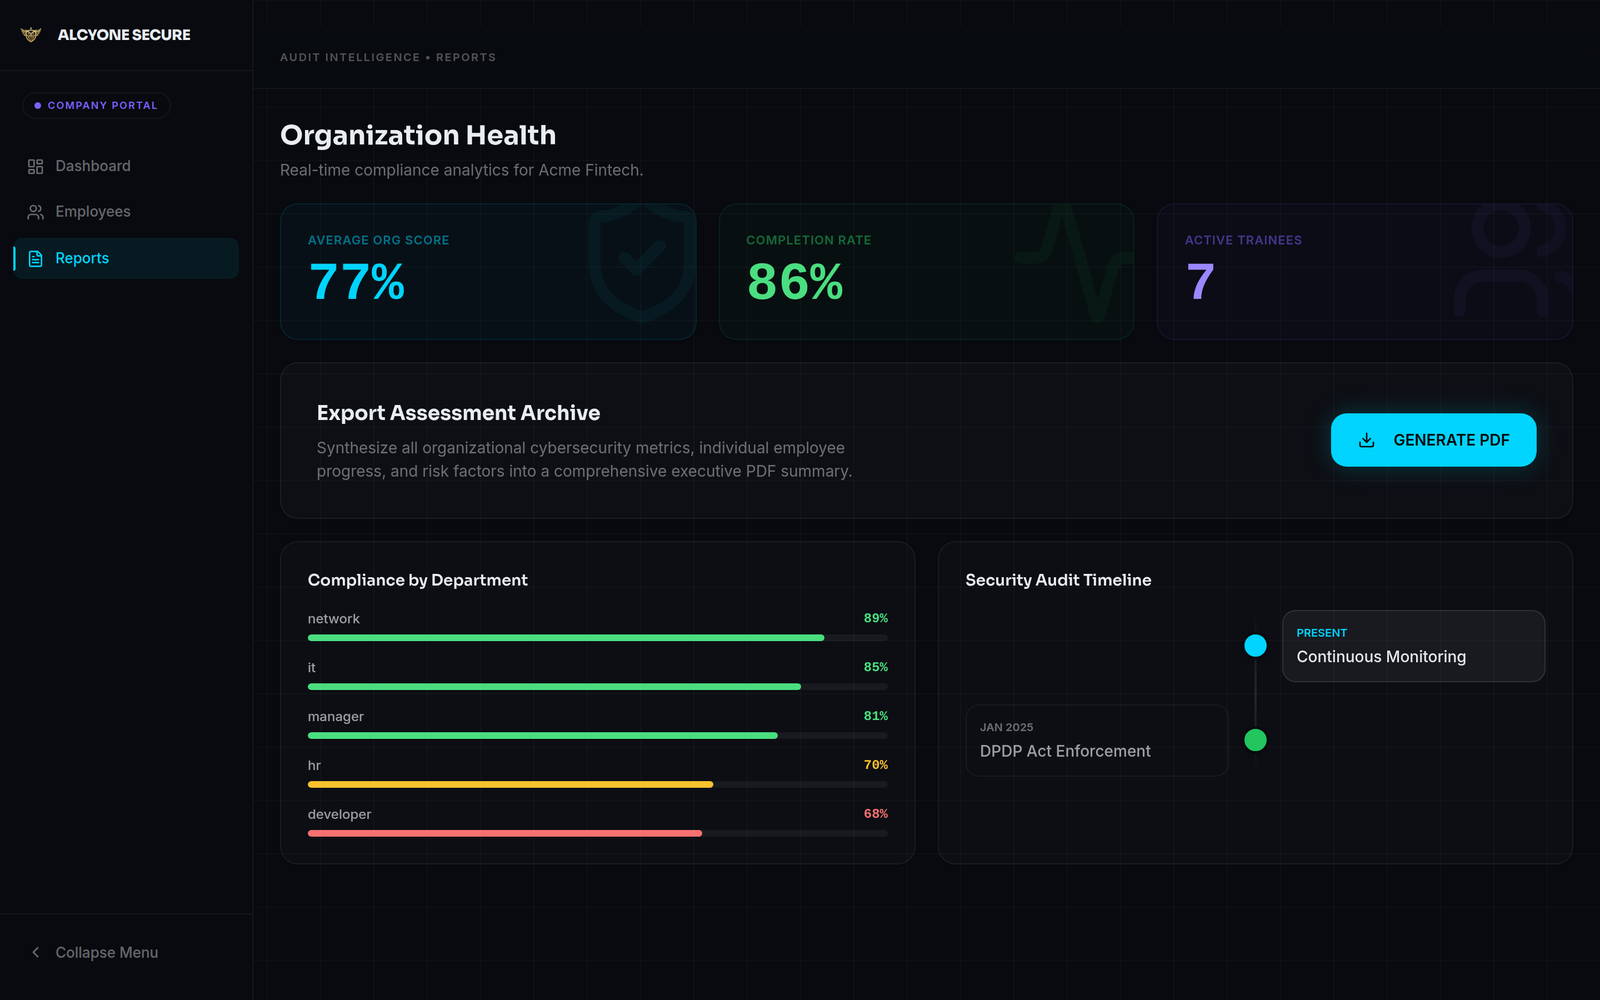 ALCYONE SECURE
COMPANY PORTAL
Dashboard
Employees
Reports
Collapse Menu
AUDIT INTELLIGENCE • REPORTS
Organization Health
Real-time compliance analytics for Acme Fintech.
AVERAGE ORG SCORE
77%
COMPLETION RATE
86%
ACTIVE TRAINEES
7
Export Assessment Archive
Synthesize all organizational cybersecurity metrics, individual employee
progress, and risk factors into a comprehensive executive PDF summary.
GENERATE PDF
Compliance by Department
network 89%
it 85%
manager 81%
hr 70%
developer 68%
Security Audit Timeline
PRESENT
Continuous Monitoring
JAN 2025
DPDP Act Enforcement